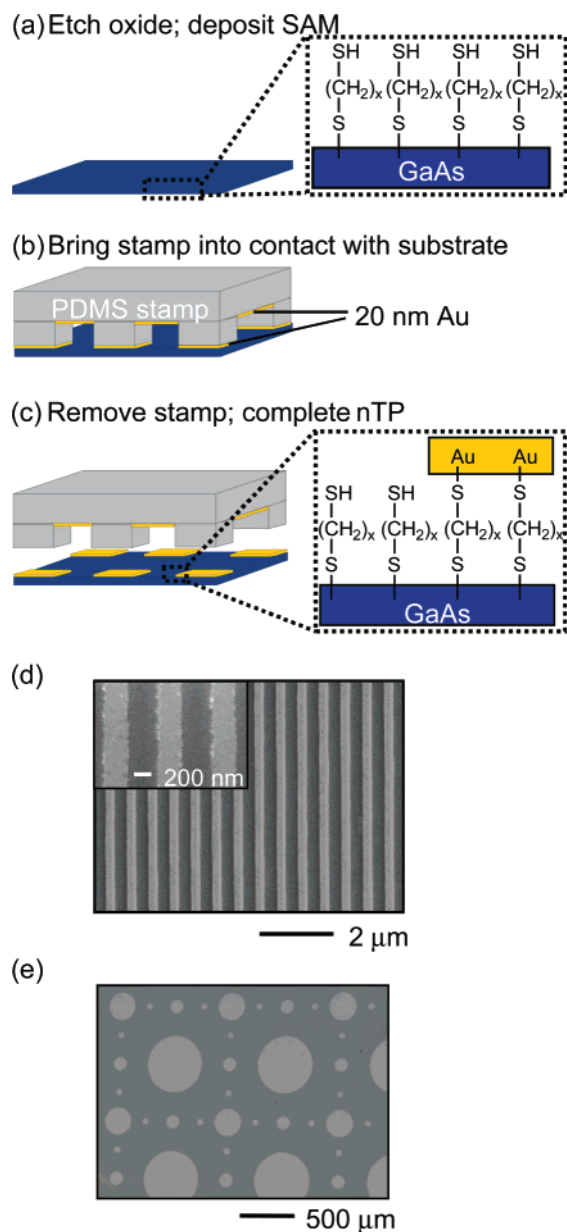 (a) Etch oxide; deposit SAM
SH SH SH SH
(CH₂)ₓ (CH₂)ₓ (CH₂)ₓ (CH₂)ₓ
S S S S
GaAs
(b) Bring stamp into contact with substrate
PDMS stamp
20 nm Au
(c) Remove stamp; complete nTP
Au Au
SH SH S S
(CH₂)ₓ (CH₂)ₓ (CH₂)ₓ (CH₂)ₓ
S S S S
GaAs
(d)
200 nm
2 μm
(e)
500 μm